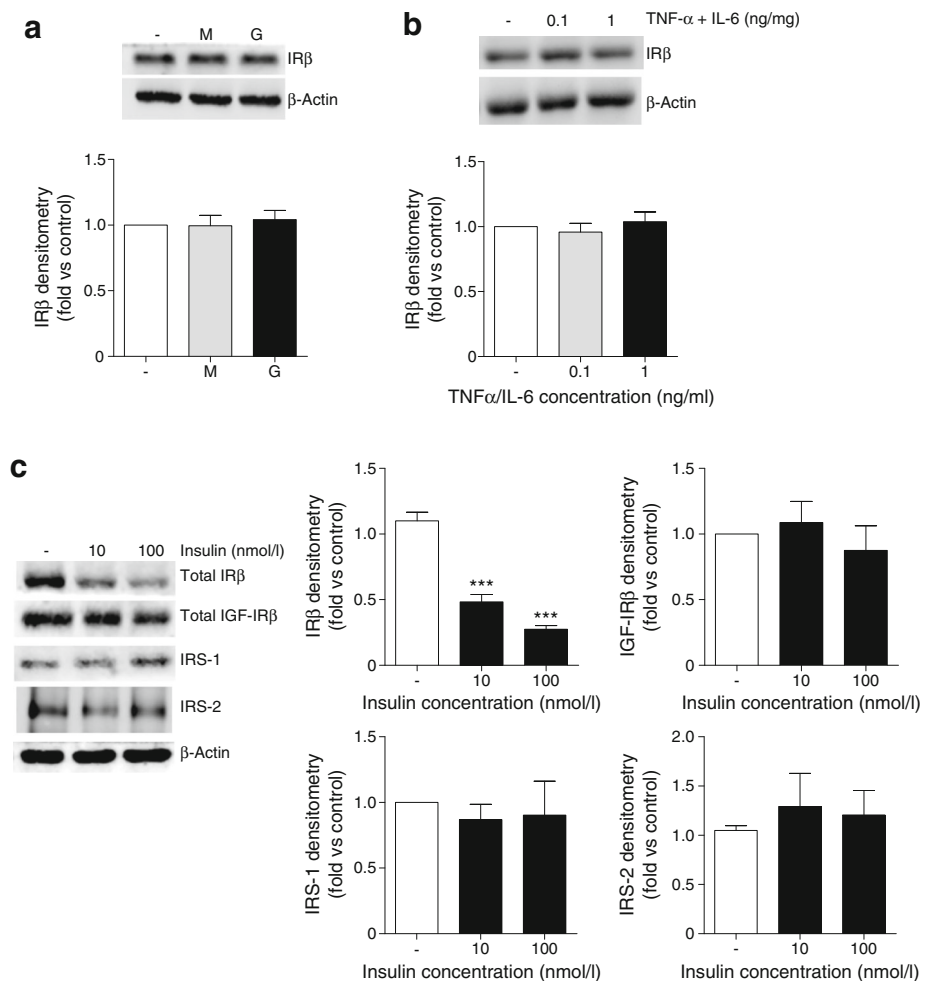 a
- M G
IRβ
β-Actin
1.5
1.0
0.5
0
IRβ densitometry
(fold vs control)
- M G
b
- 0.1 1 TNF-α + IL-6 (ng/mg)
IRβ
β-Actin
1.5
1.0
0.5
0
IRβ densitometry
(fold vs control)
- 0.1 1
TNFα/IL-6 concentration (ng/ml)
c
- 10 100 Insulin (nmol/l)
Total IRβ
Total IGF-IRβ
IRS-1
IRS-2
β-Actin
1.5
1.0
0.5
0
IRβ densitometry
(fold vs control)
***
***
- 10 100
Insulin concentration (nmol/l)
1.5
1.0
0.5
0
IGF-IRβ densitometry
(fold vs control)
- 10 100
Insulin concentration (nmol/l)
1.5
1.0
0.5
0
IRS-1 densitometry
(fold vs control)
- 10 100
Insulin concentration (nmol/l)
2.0
1.5
1.0
0.5
0
IRS-2 densitometry
(fold vs control)
- 10 100
Insulin concentration (nmol/l)